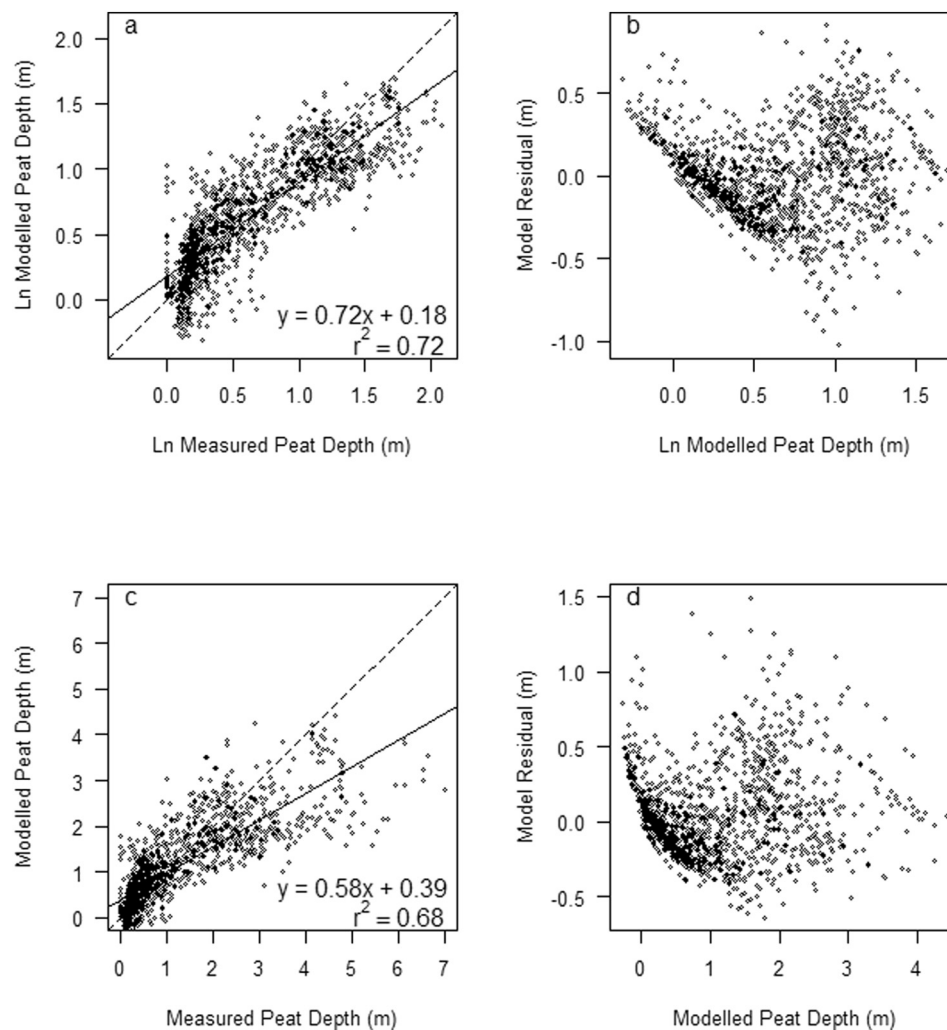 a
2.0
1.5
1.0
0.5
0.0
Ln Modelled Peat Depth (m)
y = 0.72x + 0.18
r2 = 0.72
0.0 0.5 1.0 1.5 2.0
Ln Measured Peat Depth (m)
b
0.5
0.0
-0.5
-1.0
Model Residual (m)
0.0 0.5 1.0 1.5
Ln Modelled Peat Depth (m)
c
7
6
5
4
3
2
1
0
Modelled Peat Depth (m)
y = 0.58x + 0.39
r2 = 0.68
0 1 2 3 4 5 6 7
Measured Peat Depth (m)
d
1.5
1.0
0.5
0.0
-0.5
Model Residual (m)
0 1 2 3 4
Modelled Peat Depth (m)